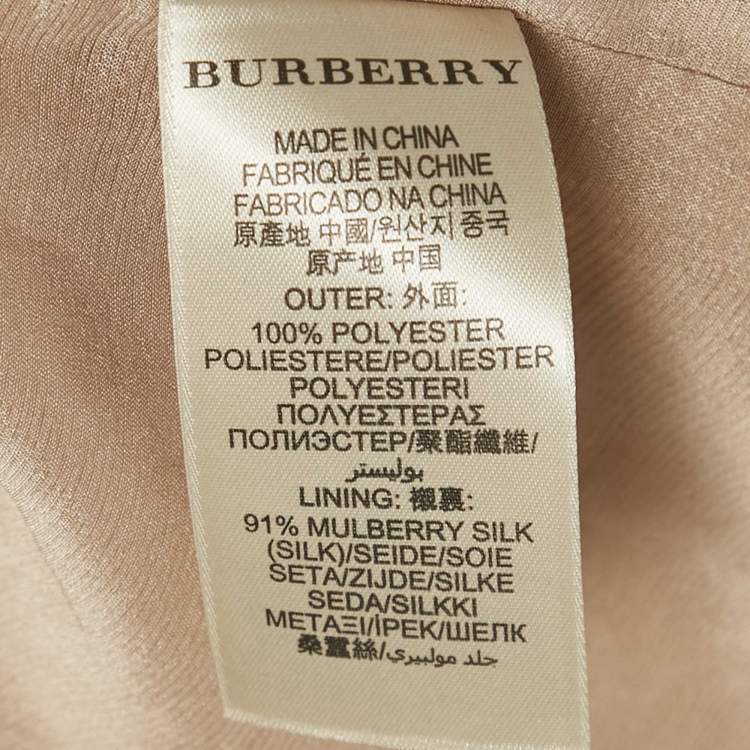 BURBERRY
MADE IN CHINA
FABRIQUÉ EN CHINE
FABRICADO NA CHINA
原產地 中國/원산지 중국
原产地 中国
OUTER: 外面:
100% POLYESTER
POLIESTERE/POLIESTER
POLYESTERI
ΠΟΛΥΕΣΤΕΡΑΣ
ПОЛИЭСТЕР/聚酯纖維/
بوليستر
LINING: 襯裏:
91% MULBERRY SILK
(SILK)/SEIDE/SOIE
SETA/ZIJDE/SILKE
SEDA/SILKKI
ΜΕΤΑΞΙ/İPEK/ШЕЛК
桑蠶絲/جلد مولبيري